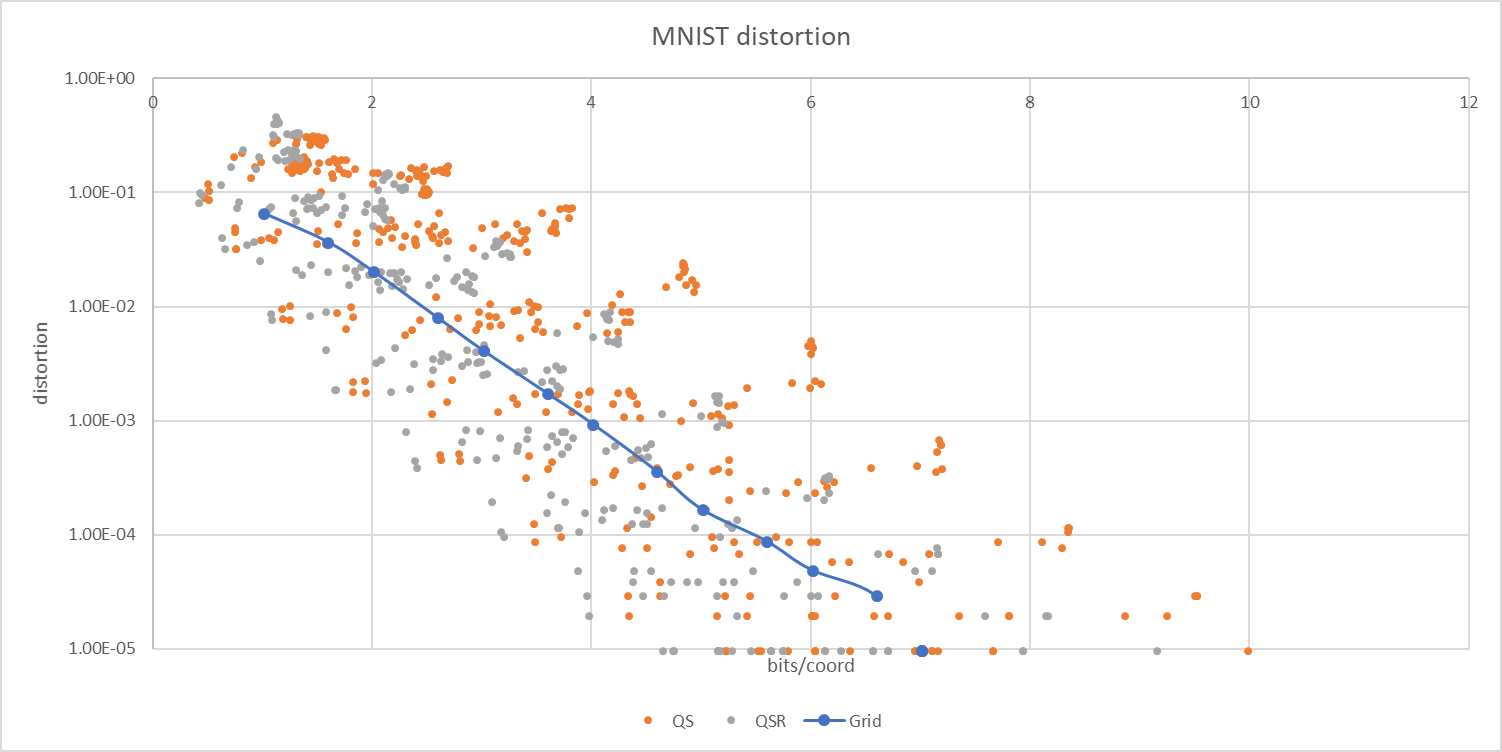 MNIST distortion
1.00E+00
0 2 4 6 8 10 12
1.00E-01
1.00E-02
distortion
1.00E-03
1.00E-04
1.00E-05
bits/coord
QS QSR Grid